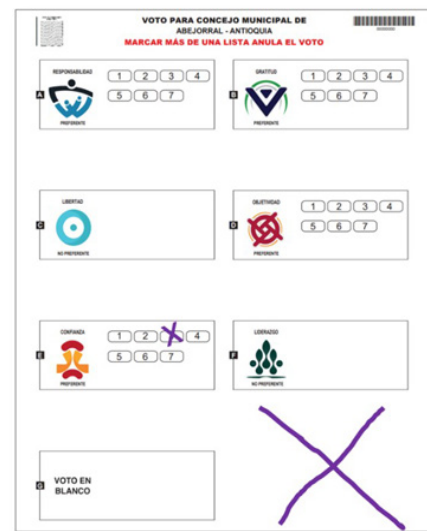 VOTO PARA CONCEJO MUNICIPAL DE
ABEJORRAL - ANTIOQUIA
MARCAR MÁS DE UNA LISTA ANULA EL VOTO
RESPONSABILIDAD
1 2 3 4
A
5 6 7
PREFERENTE
GRATITUD
1 2 3 4
B
5 6 7
PREFERENTE
LIBERTAD
C
NO PREFERENTE
OBJETIVIDAD
1 2 3 4
D
5 6 7
PREFERENTE
CONFIANZA
1 2 4
E
5 6 7
PREFERENTE
LIDERAZGO
F
NO PREFERENTE
G
VOTO EN
BLANCO